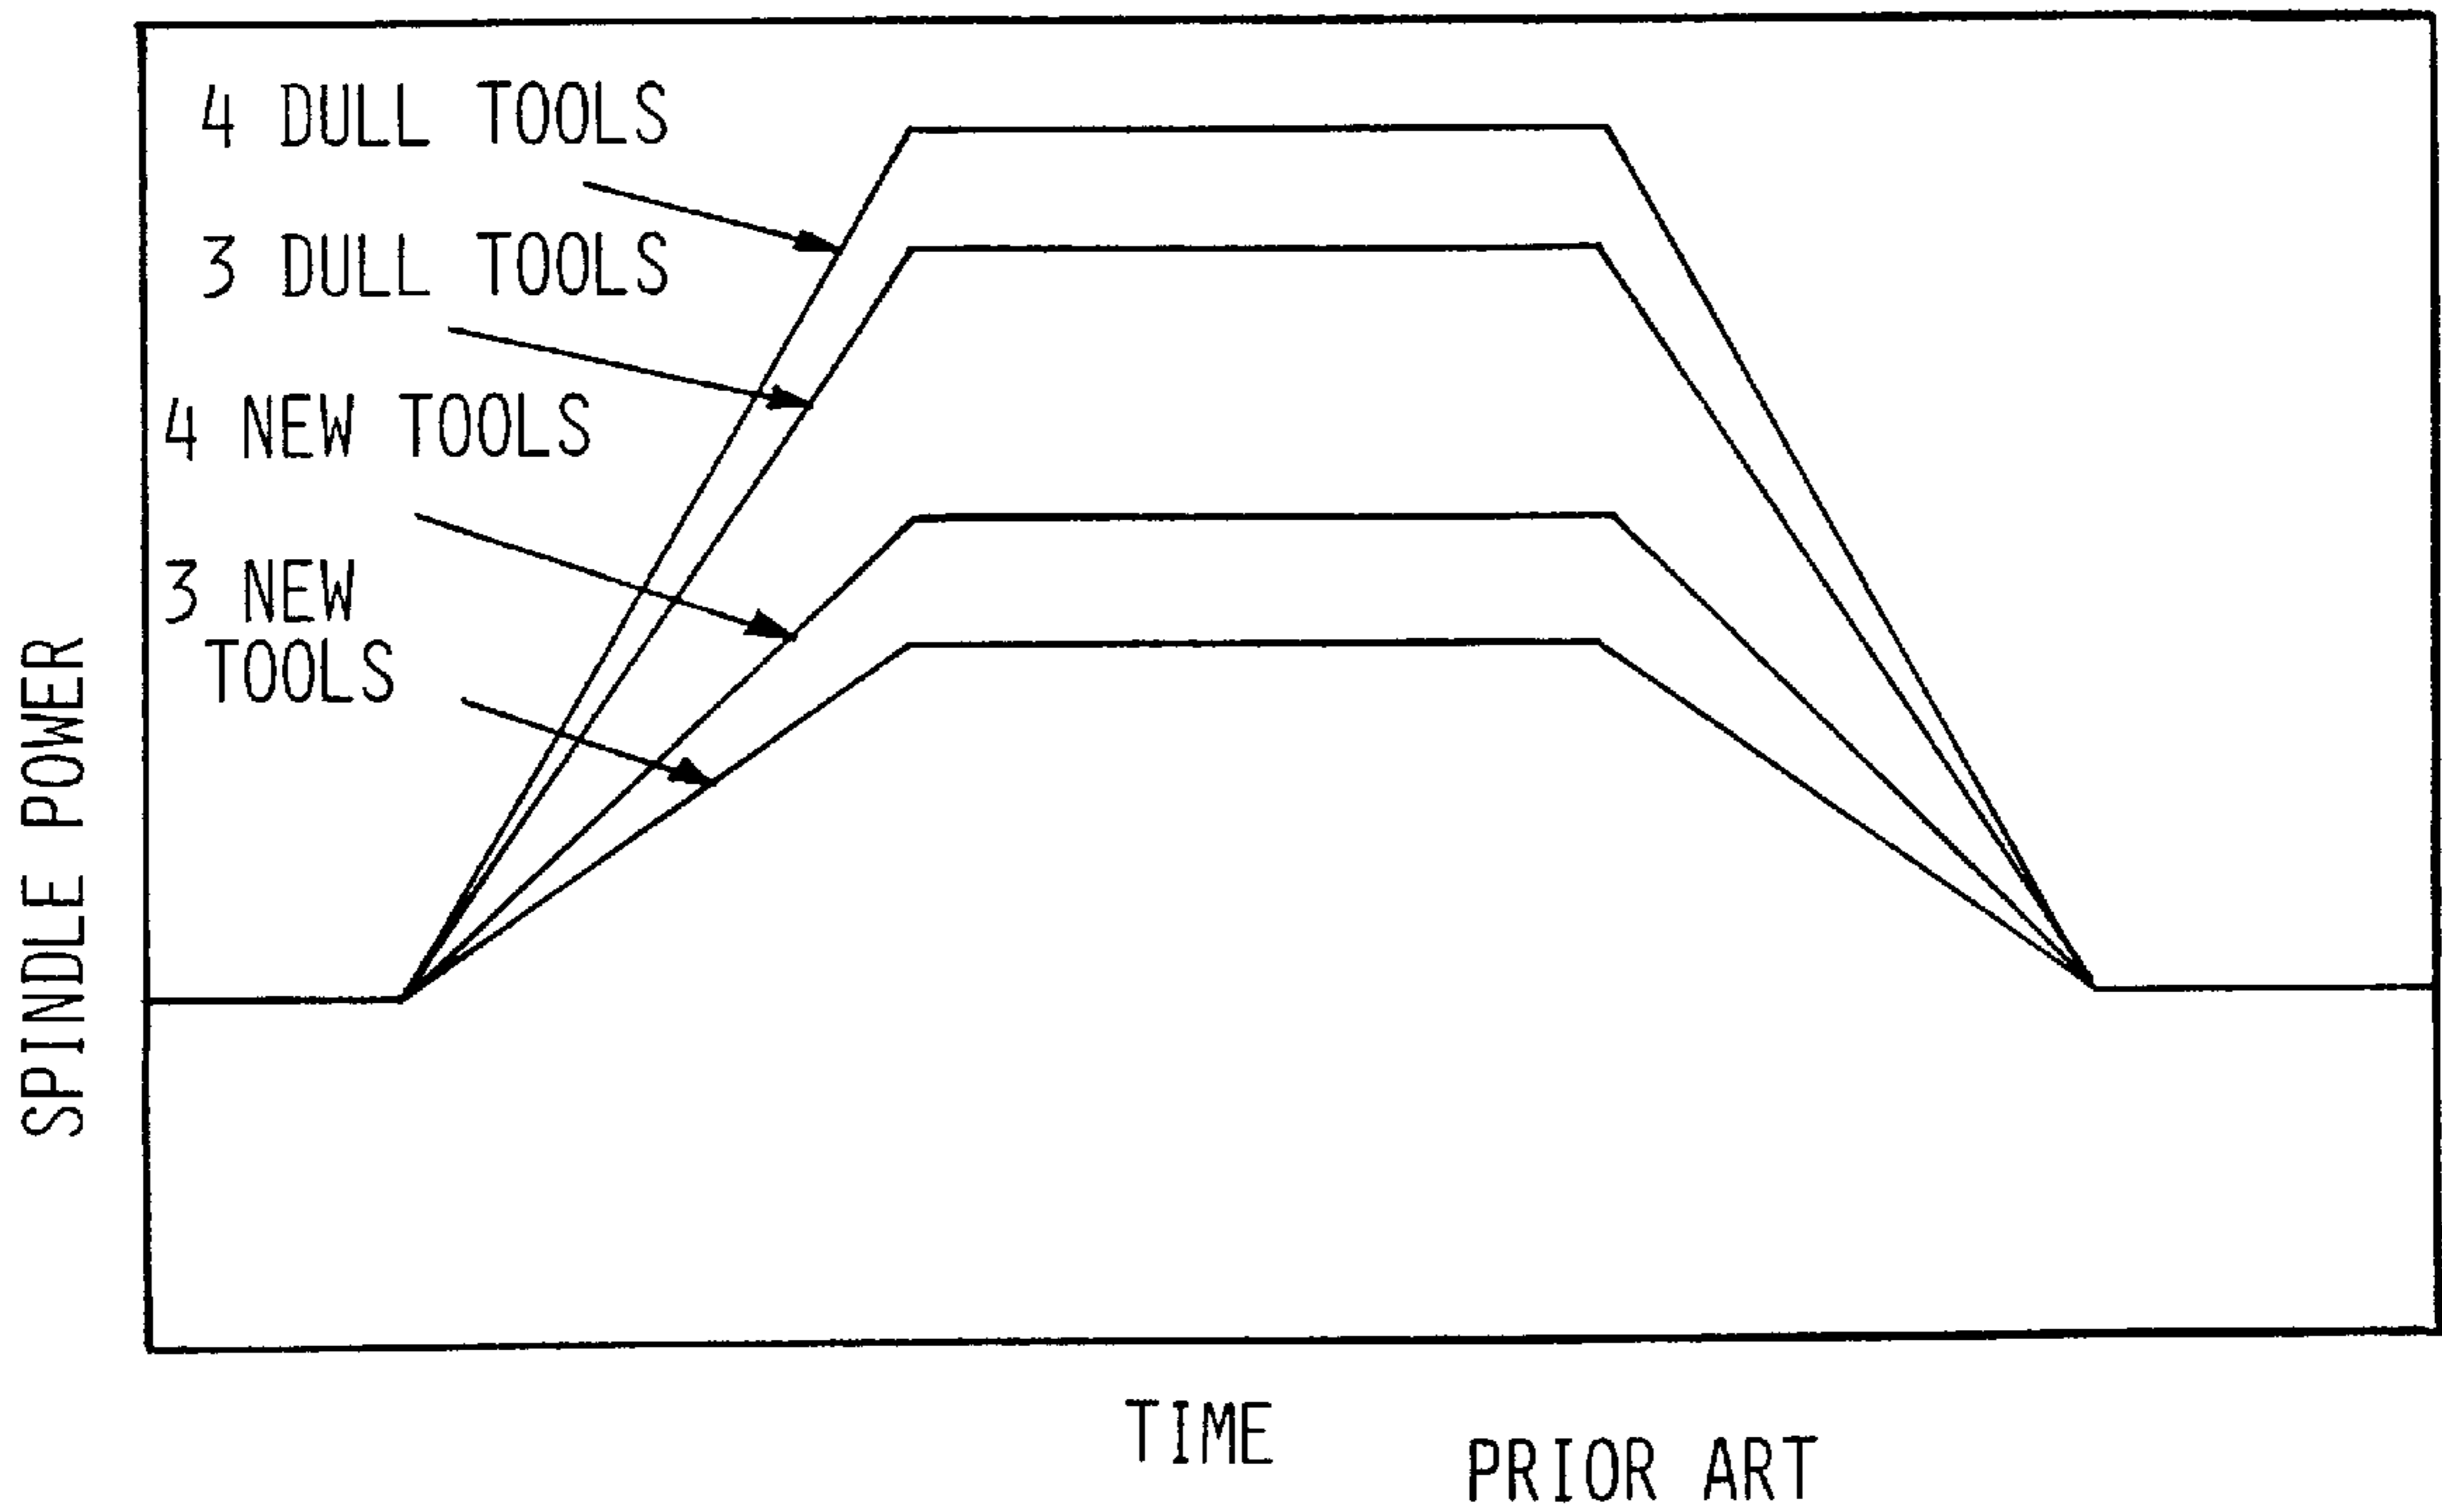 4 DULL TOOLS
3 DULL TOOLS
4 NEW TOOLS
3 NEW
TOOLS
SPINDLE POWER
TIME
PRIOR ART